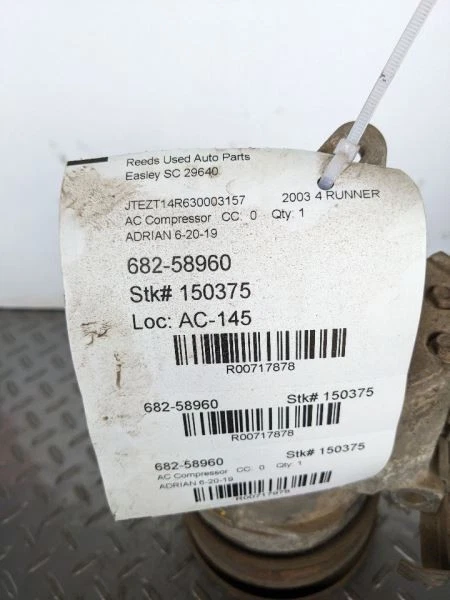 Reeds Used Auto Parts
Easley SC 29640
JTEZT14R630003157 2003 4 RUNNER
AC Compressor CC: 0 Qty: 1
ADRIAN 6-20-19
682-58960
Stk# 150375
Loc: AC-145
R00717878
682-58960 Stk# 150375
R00717878
682-58960 Stk# 150375
AC Compressor CC: 0 Qty: 1
ADRIAN 6-20-19
R00717878